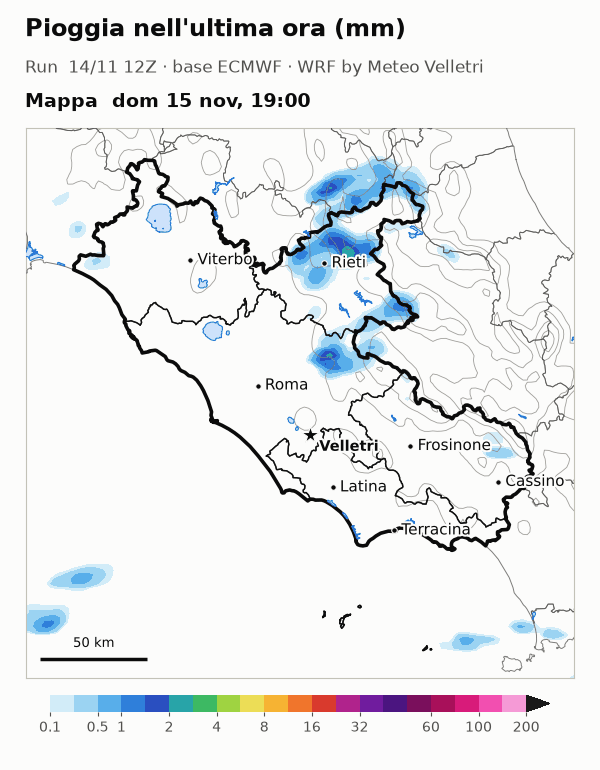 Pioggia nell'ultima ora (mm)
Run  14/11 12Z · base ECMWF · WRF by Meteo Velletri
Mappa  dom 15 nov, 19:00
Viterbo
Rieti
Roma
Velletri
Frosinone
Latina
Cassino
Terracina
50 km
0.1 0.5 1 2 4 8 16 32 60 100 200